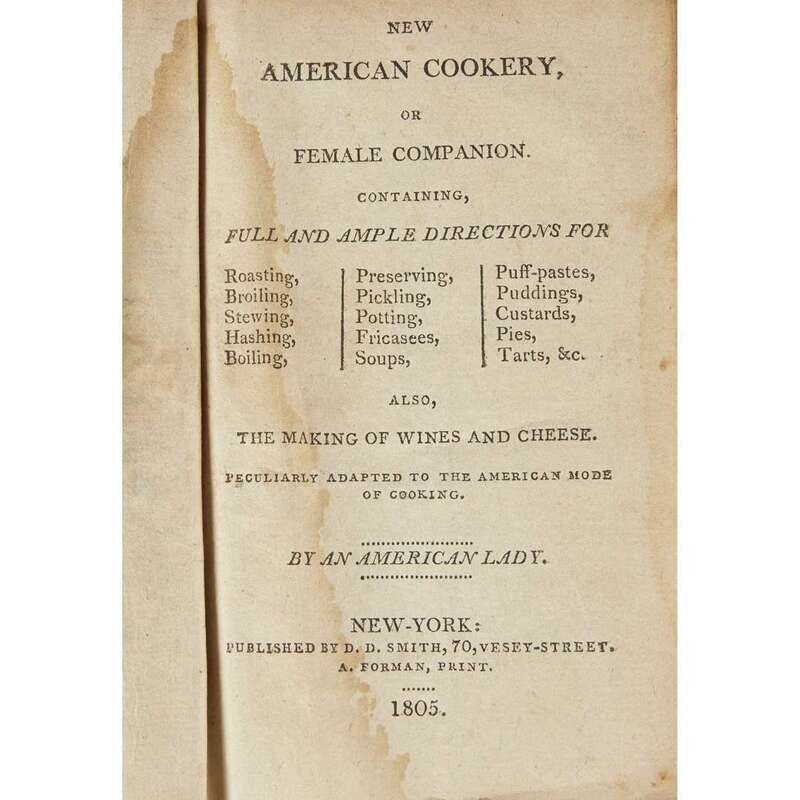 NEW
AMERICAN COOKERY,
OR
FEMALE COMPANION.
CONTAINING,
FULL AND AMPLE DIRECTIONS FOR
Roasting,
Broiling,
Stewing,
Hashing,
Boiling,
Preserving,
Pickling,
Potting,
Fricasees,
Soups,
Puff-pastes,
Puddings,
Custards,
Pies,
Tarts, &c.
ALSO,
THE MAKING OF WINES AND CHEESE.
PECULIARLY ADAPTED TO THE AMERICAN MODE
OF COOKING.
BY AN AMERICAN LADY.
NEW-YORK:
PUBLISHED BY D. D. SMITH, 70, VESEY-STREET.
A. FORMAN, PRINT.
1805.